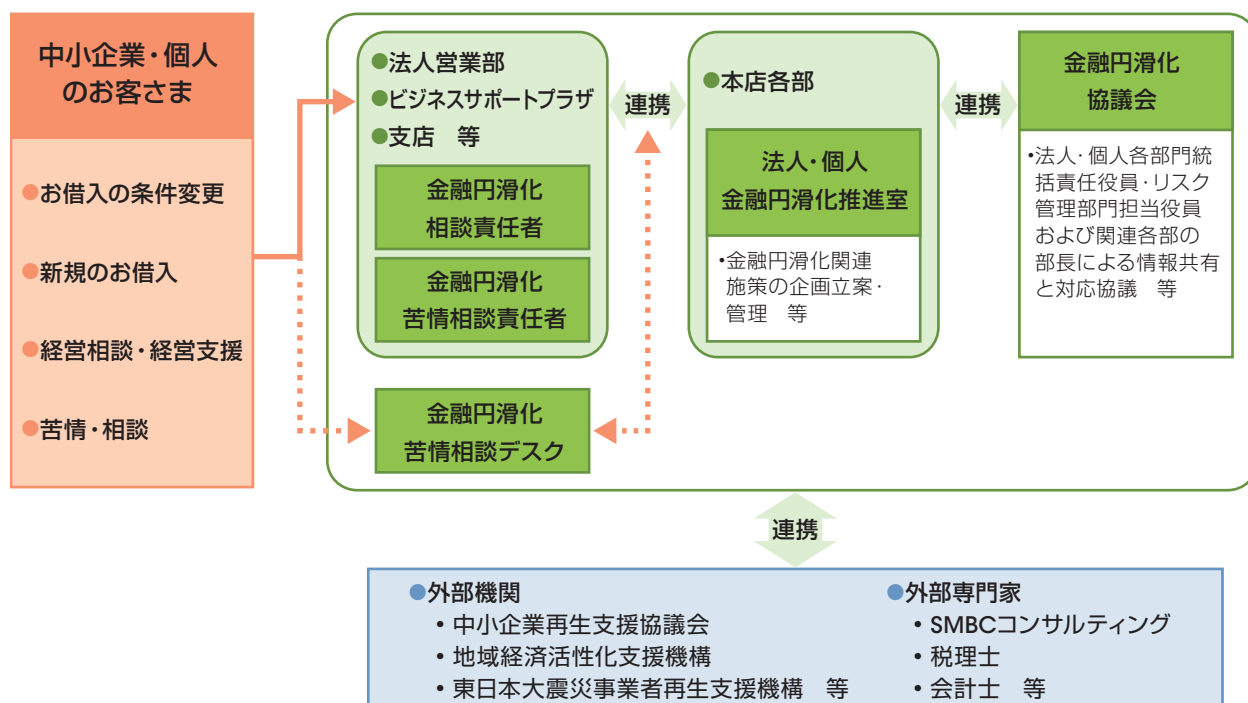 中小企業・個人
のお客さま
●お借入の条件変更
●新規のお借入
●経営相談・経営支援
●苦情・相談
●法人営業部
●ビジネスサポートプラザ
●支店　等
金融円滑化
相談責任者
金融円滑化
苦情相談責任者
金融円滑化
苦情相談デスク
連携
●本店各部
法人・個人
金融円滑化推進室
・金融円滑化関連
施策の企画立案・
管理　等
連携
金融円滑化
協議会
・法人・個人各部門統
括責任役員・リスク
管理部門担当役員
および関連各部の
部長による情報共有
と対応協議　等
連携
●外部機関
・中小企業再生支援協議会
・地域経済活性化支援機構
・東日本大震災事業者再生支援機構　等
●外部専門家
・SMBCコンサルティング
・税理士
・会計士　等